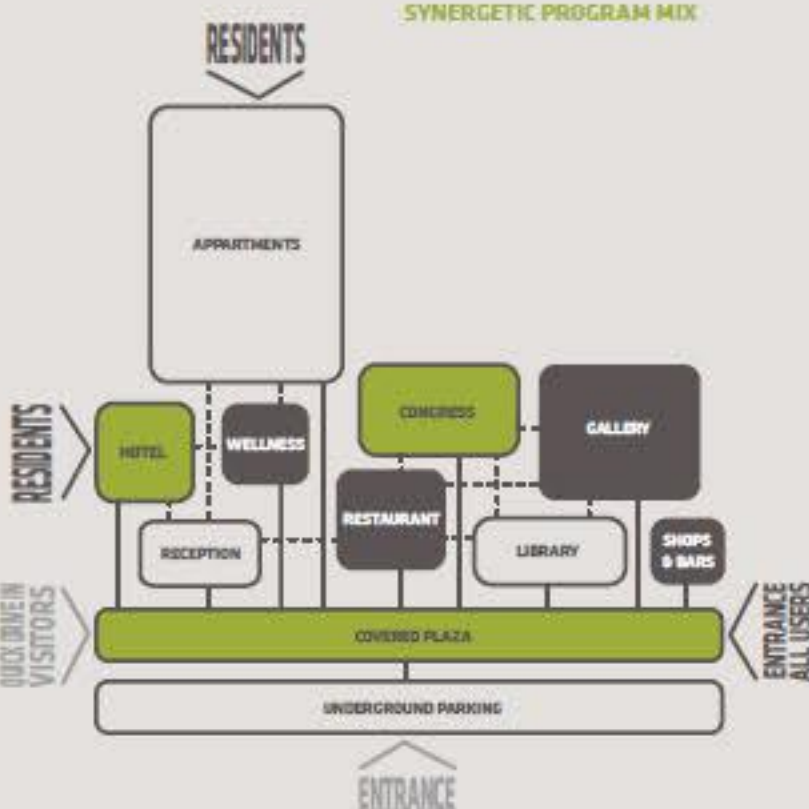 SYNERGETIC PROGRAM MIX
RESIDENTS
APPARTMENTS
RESIDENTS
HOTEL
WELLNESS
CONGRESS
GALLERY
RESTAURANT
RECEPTION
LIBRARY
SHOPS
& BARS
QUICK DRIVE IN
VISITORS
COVERED PLAZA
ENTRANCE
ALL USERS
UNDERGROUND PARKING
ENTRANCE